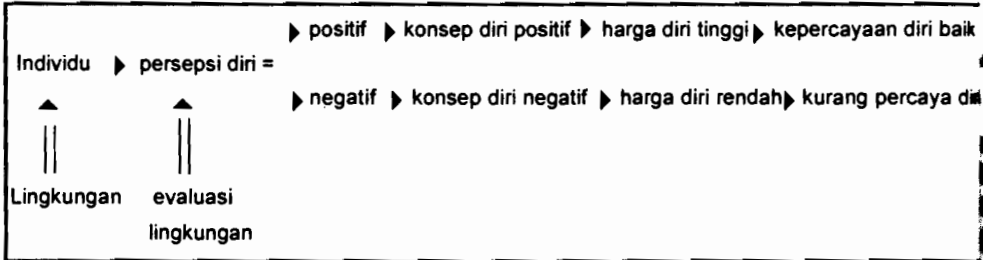 positif konsep diri positif harga diri tinggi kepercayaan diri baik
Individu persepsi diri =
negatif konsep diri negatif harga diri rendah kurang percaya
Lingkungan evaluasi
lingkungan